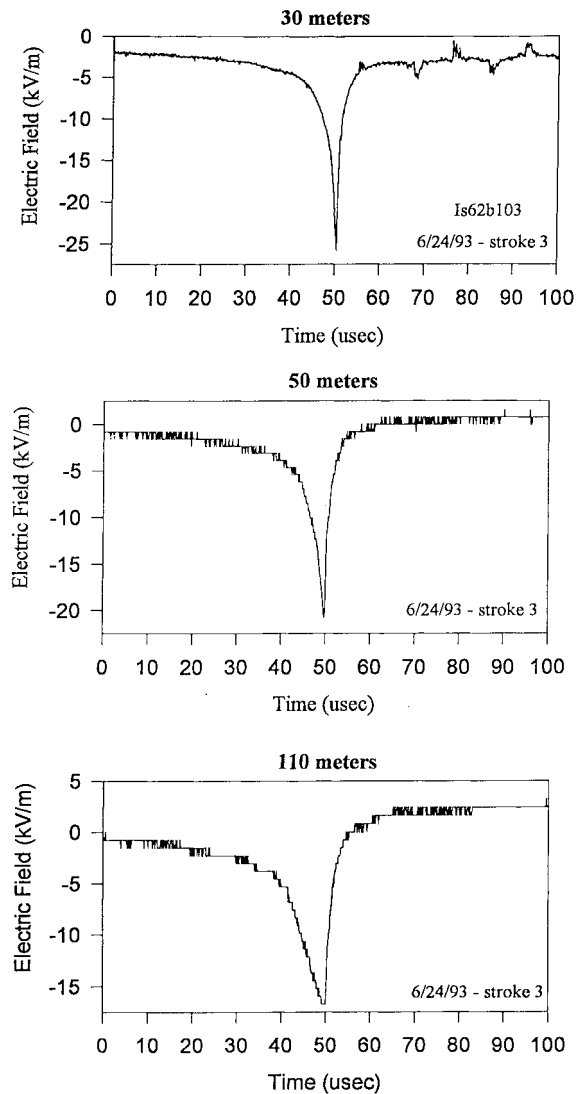 30 meters
Electric Field (kV/m)
0
-5
-10
-15
-20
-25
Is62b103
6/24/93 - stroke 3
0 10 20 30 40 50 60 70 80 90 100
Time (usec)
50 meters
Electric Field (kV/m)
0
-5
-10
-15
-20
6/24/93 - stroke 3
0 10 20 30 40 50 60 70 80 90 100
Time (usec)
110 meters
Electric Field (kV/m)
5
0
-5
-10
-15
6/24/93 - stroke 3
0 10 20 30 40 50 60 70 80 90 100
Time (usec)